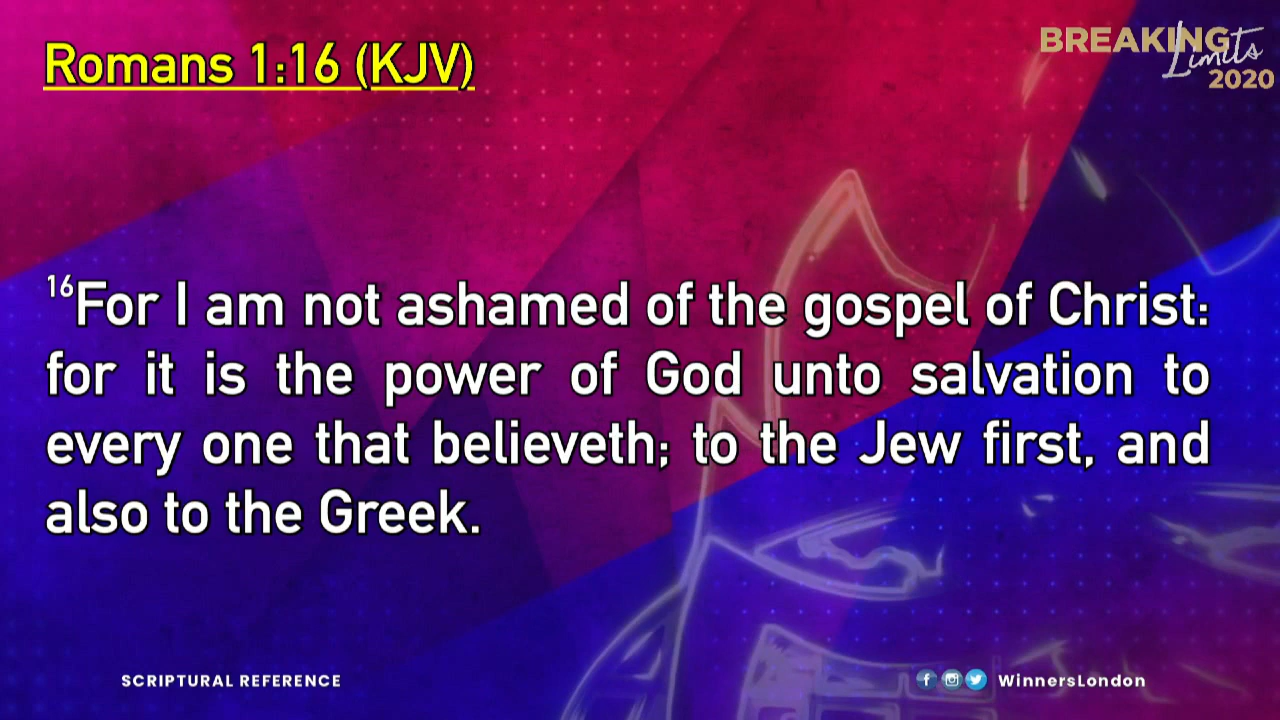 Romans 1:16 (KJV)
BREAKING
Limits
2020
16For I am not ashamed of the gospel of Christ:
for it is the power of God unto salvation to
every one that believeth; to the Jew first, and
also to the Greek.
SCRIPTURAL REFERENCE
WinnersLondon